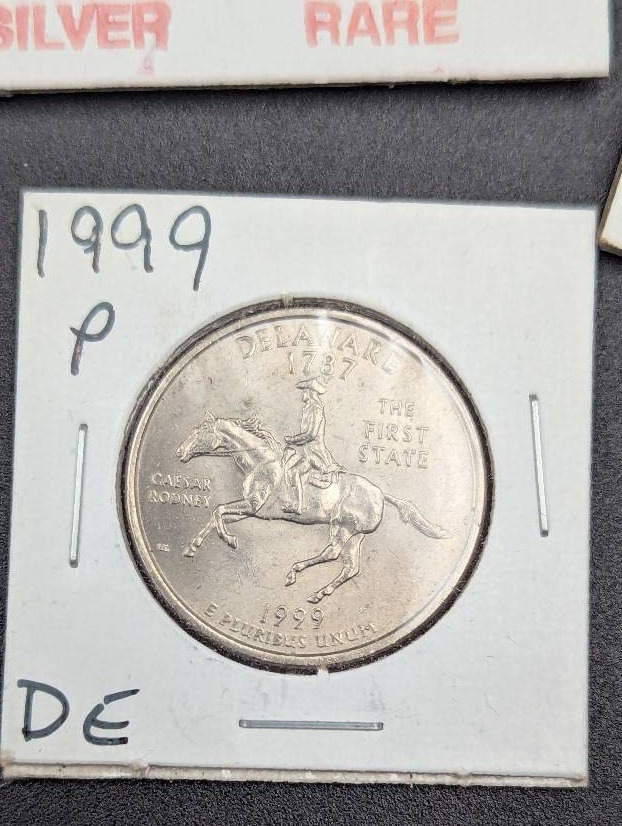 SILVER RARE
1999
P
DELAWARE
1787
THE
FIRST
STATE
CAESAR
RODNEY
1999
E PLURIBUS UNUM
DE